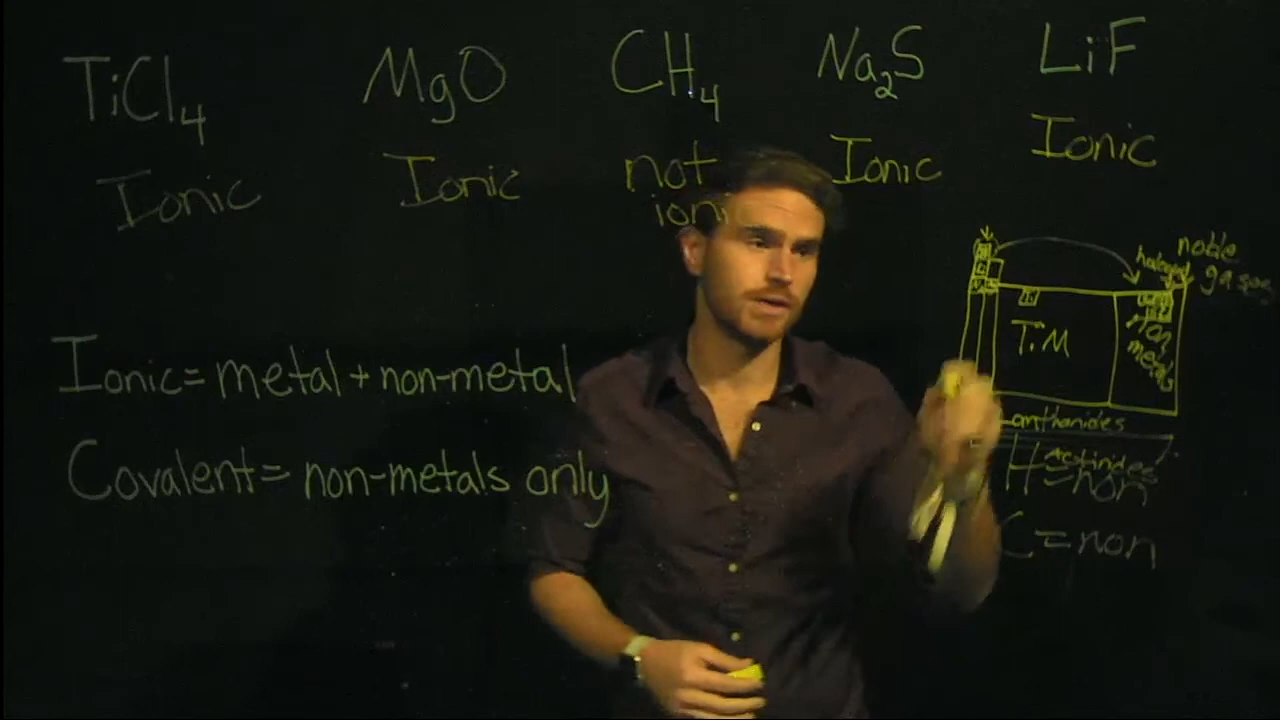 TiCl4 MgO CH4 Na2S LiF
Ionic Ionic not Ionic Ionic
ioni
Ionic = metal + non-metal
Covalent = non-metals only
noble
gases
halogens
T.M
Non
metals
Lanthanides
Actinides
H = non
C = non